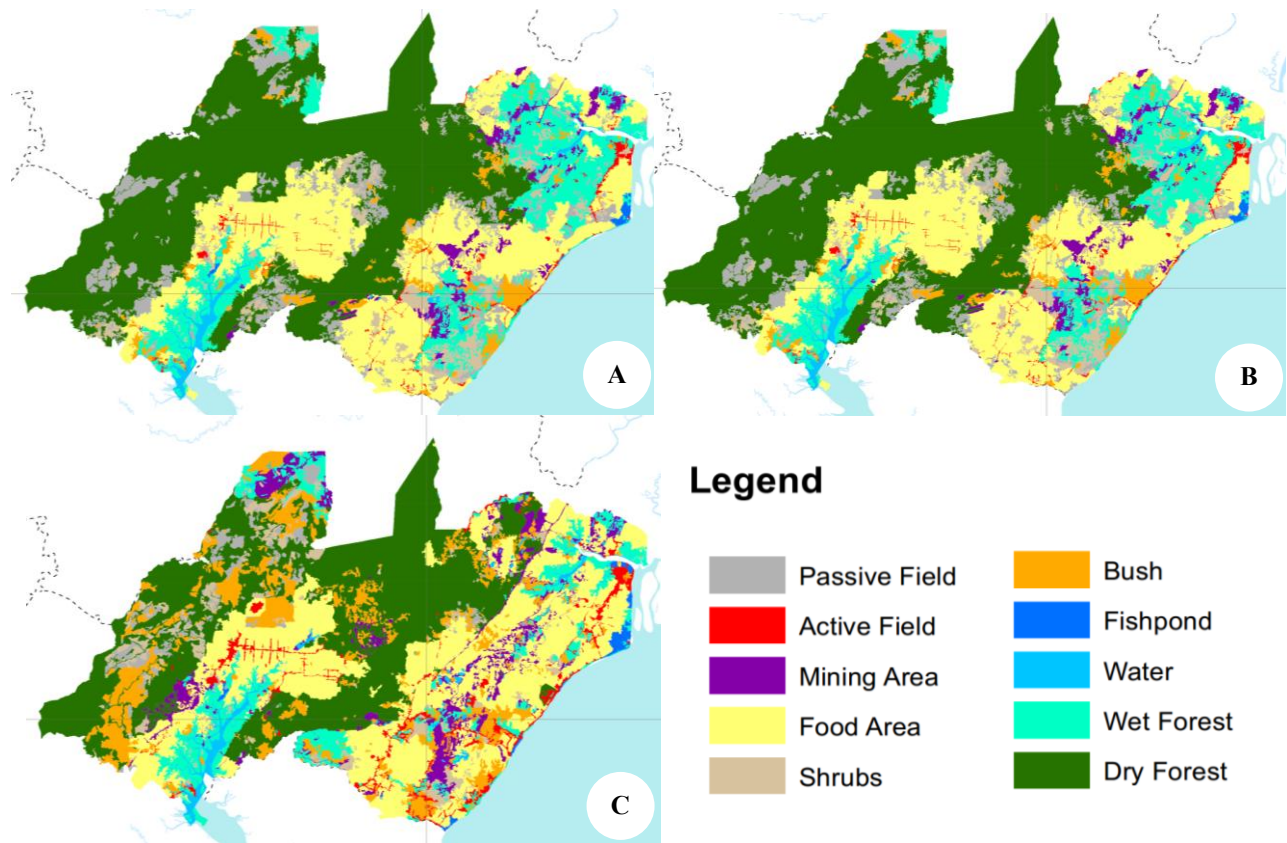 A
B
C
Legend
Passive Field
Active Field
Mining Area
Food Area
Shrubs
Bush
Fishpond
Water
Wet Forest
Dry Forest